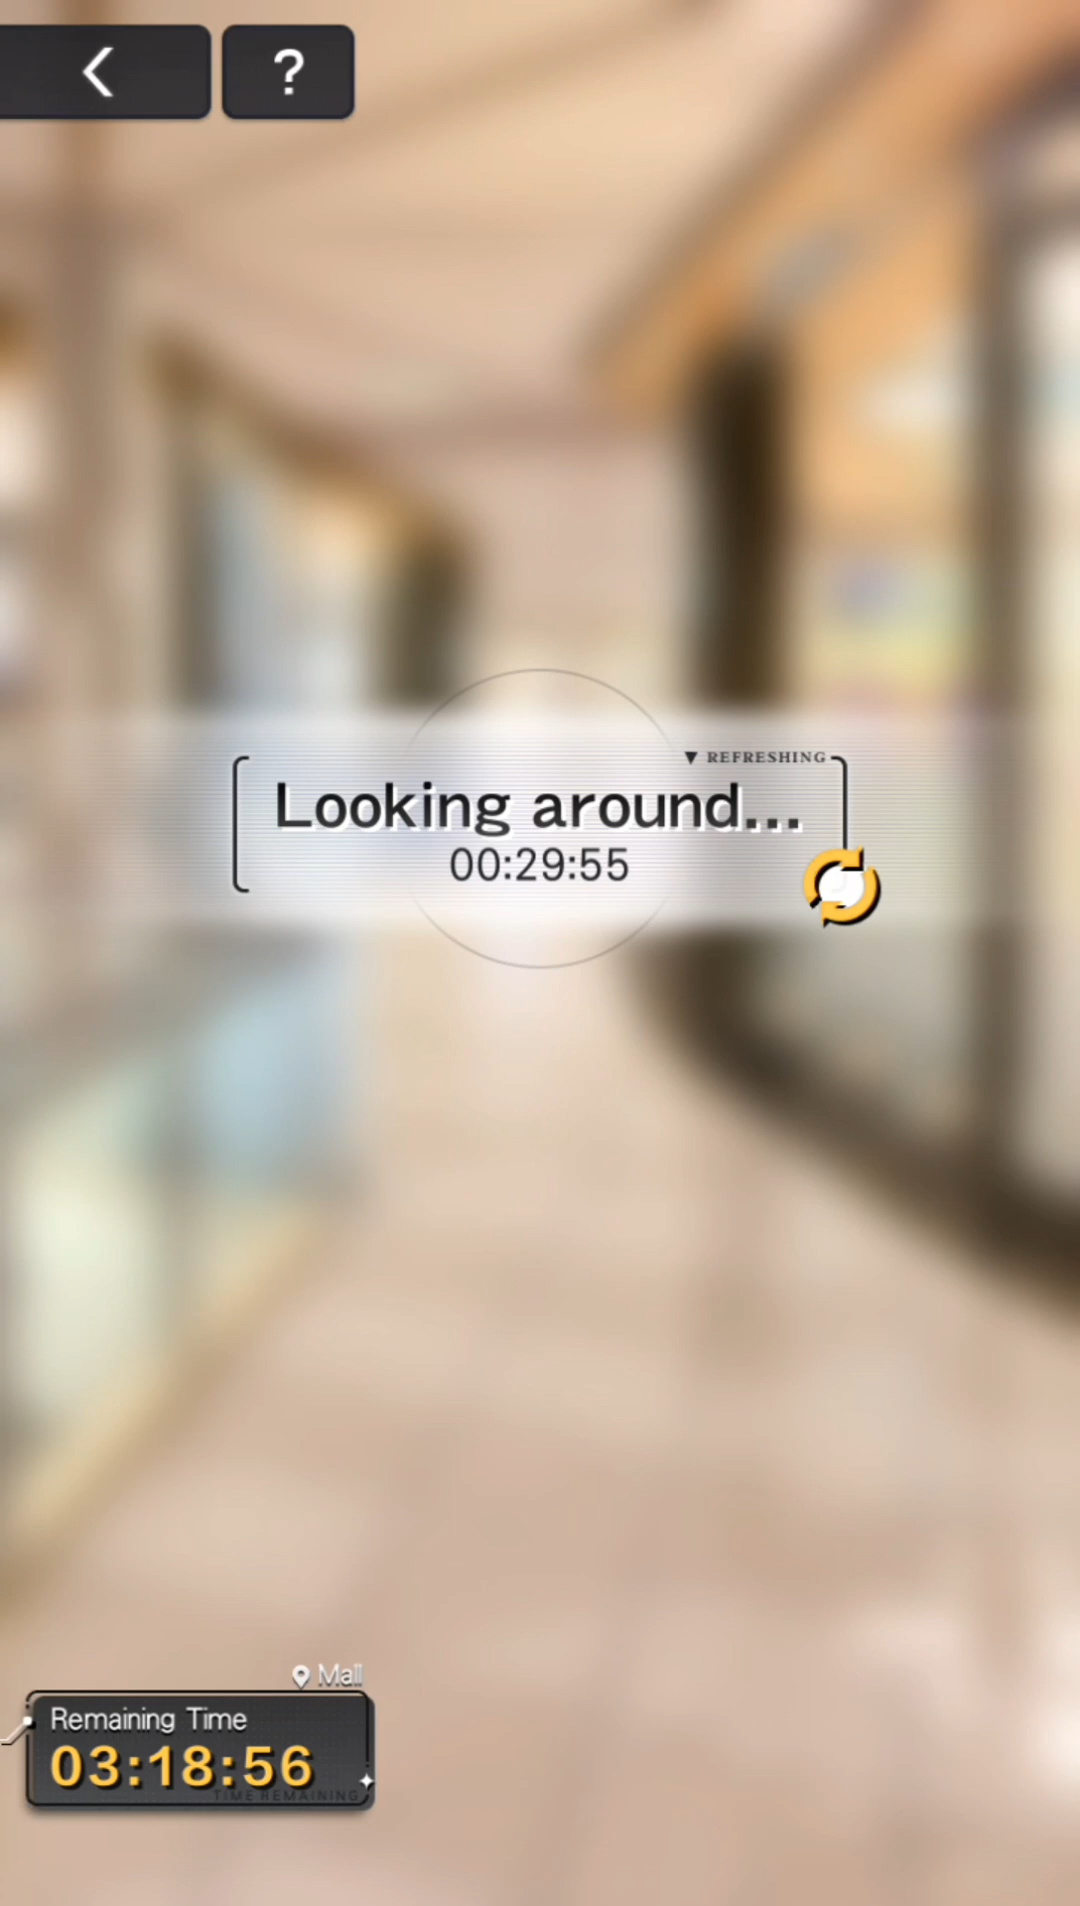 ?
▼ REFRESHING
Looking around...
00:29:55
Mall
Remaining Time
03:18:56
TIME REMAINING